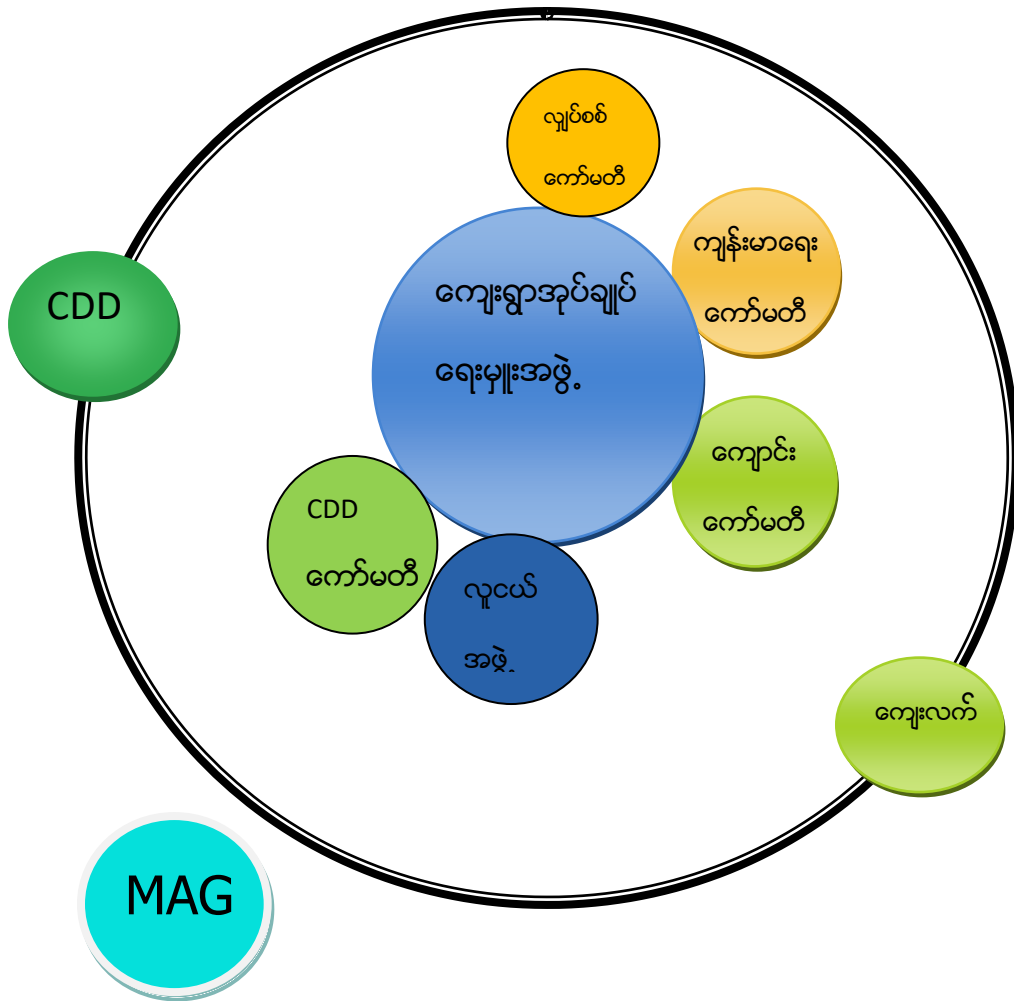 လျှပ်စစ်
ကော်မတီ
ကျန်းမာရေး
ကော်မတီ
ကျေးရွာအုပ်ချုပ်
ရေးမှူးအဖွဲ့
CDD
ကျောင်း
ကော်မတီ
CDD
ကော်မတီ
လူငယ်
အဖွဲ့
ကျေးလက်
MAG